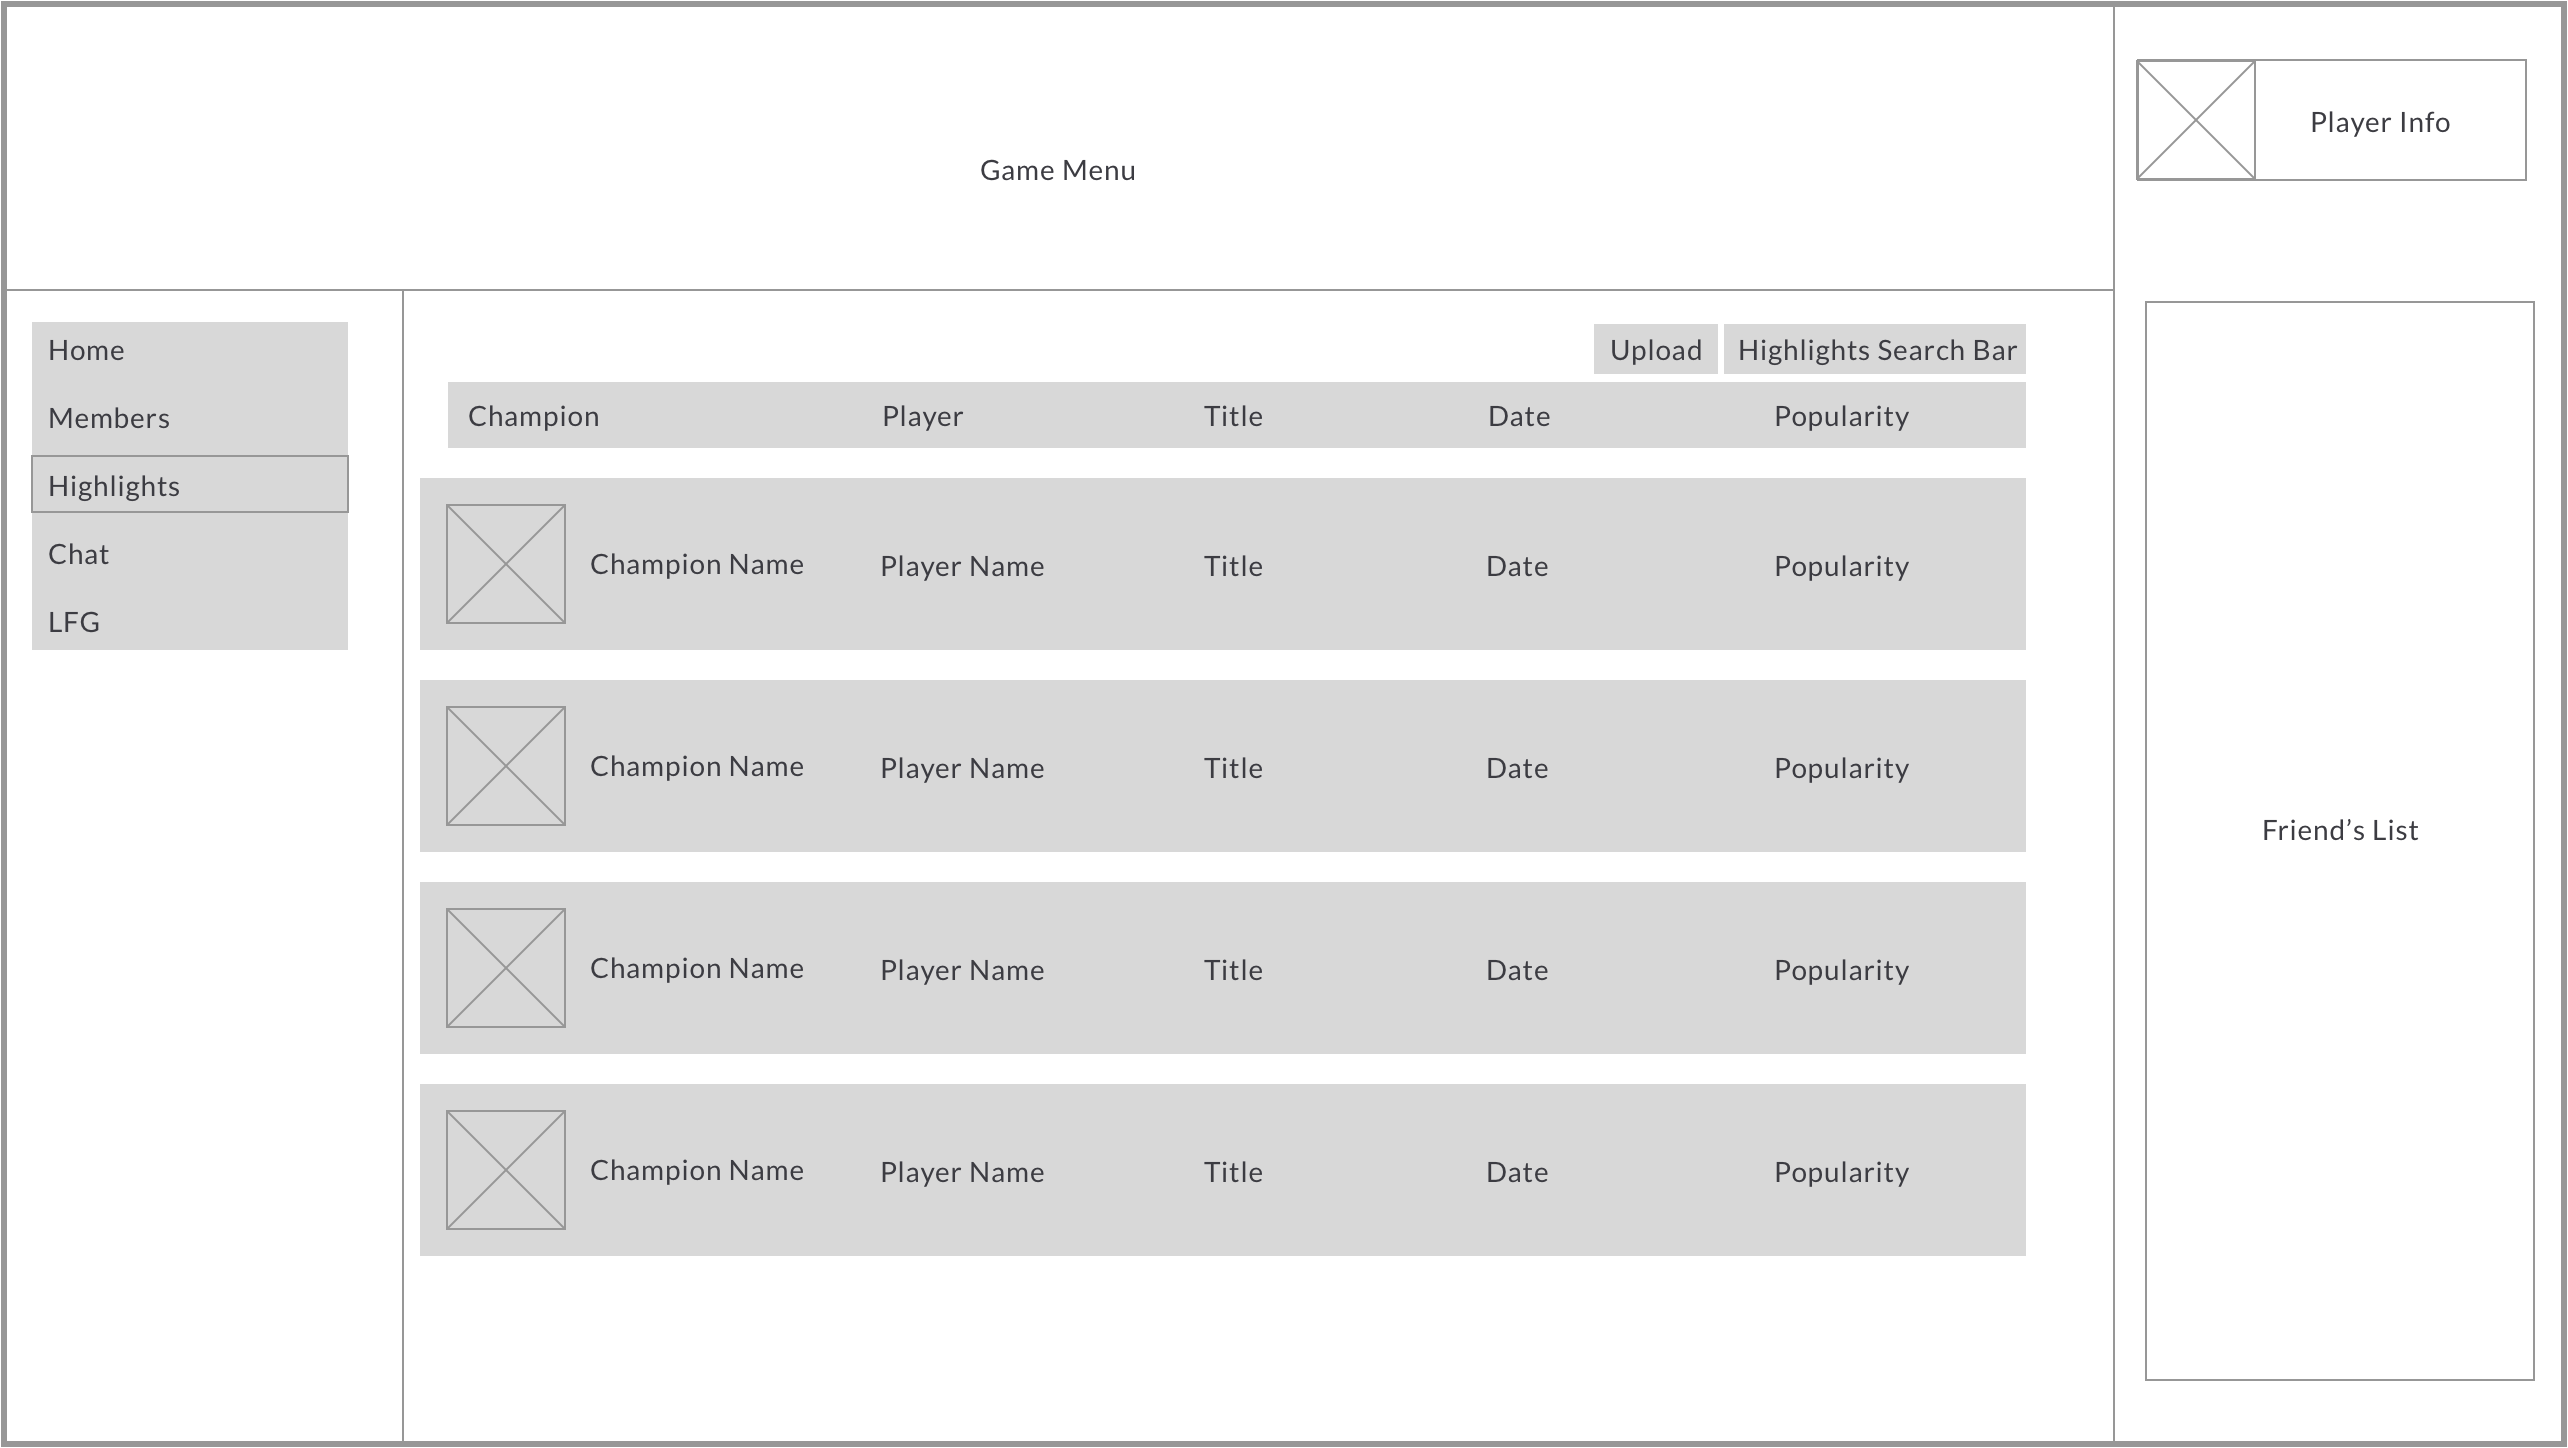 Game Menu
Player Info
Home
Members
Highlights
Chat
LFG
Upload
Highlights Search Bar
Champion Player Title Date Popularity
Champion Name Player Name Title Date Popularity
Champion Name Player Name Title Date Popularity
Champion Name Player Name Title Date Popularity
Champion Name Player Name Title Date Popularity
Friend’s List